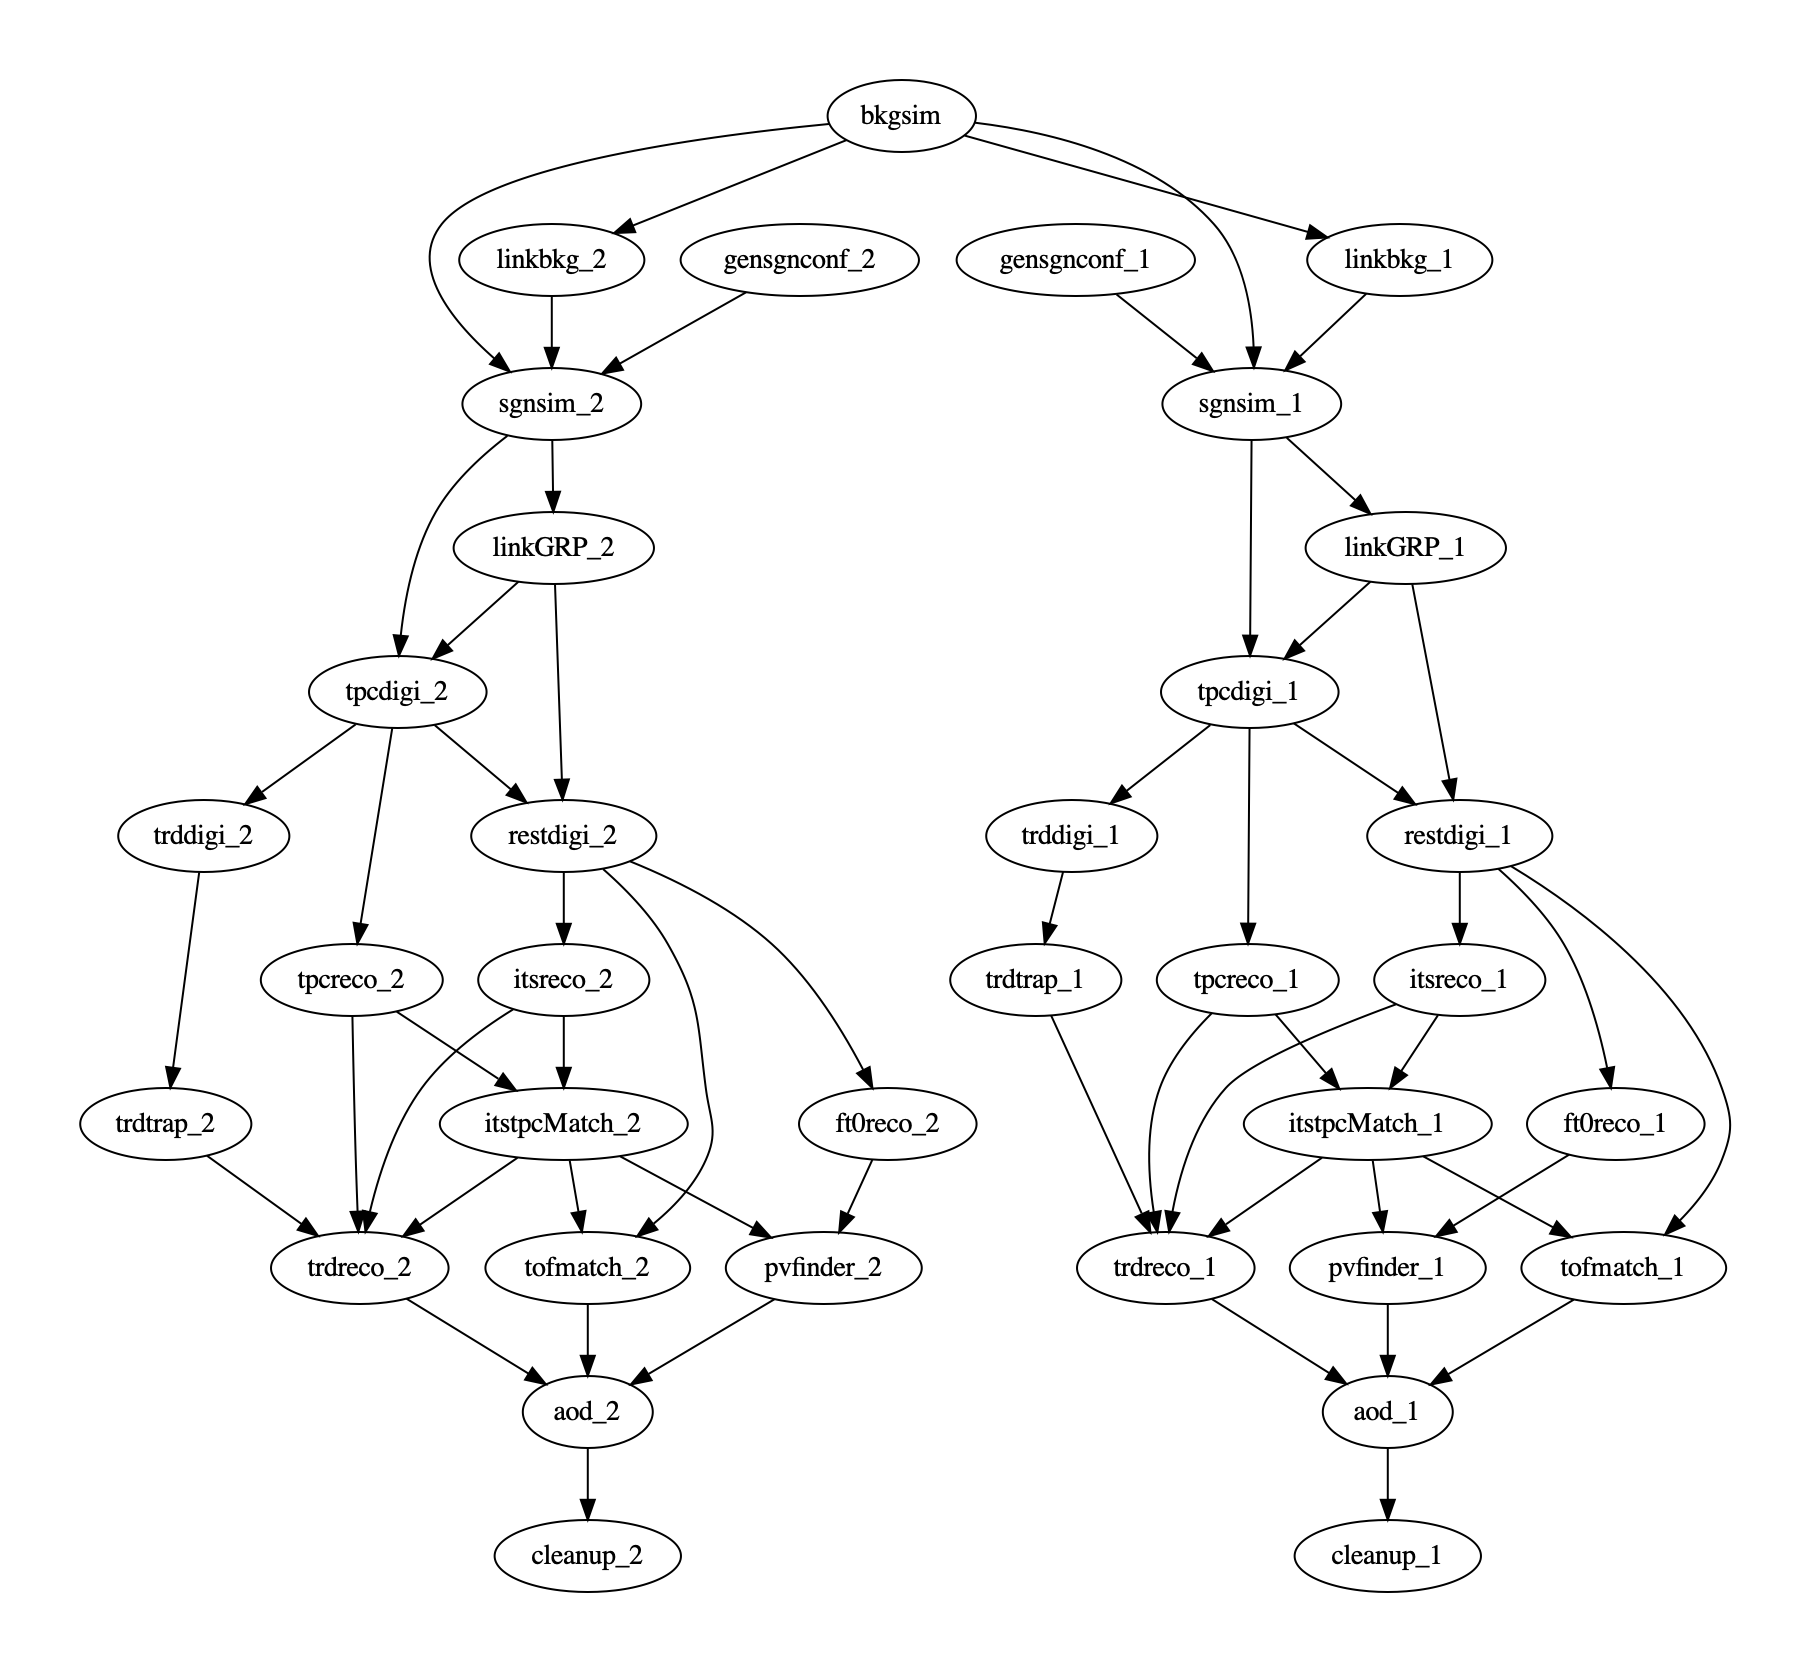 bkgsim
linkbkg_2
gensgnconf_2
gensgnconf_1
linkbkg_1
sgnsim_2
sgnsim_1
linkGRP_2
linkGRP_1
tpcdigi_2
tpcdigi_1
trddigi_2
restdigi_2
trddigi_1
restdigi_1
tpcreco_2
itsreco_2
trdtrap_1
tpcreco_1
itsreco_1
trdtrap_2
itstpcMatch_2
ft0reco_2
itstpcMatch_1
ft0reco_1
trdreco_2
tofmatch_2
pvfinder_2
trdreco_1
pvfinder_1
tofmatch_1
aod_2
aod_1
cleanup_2
cleanup_1